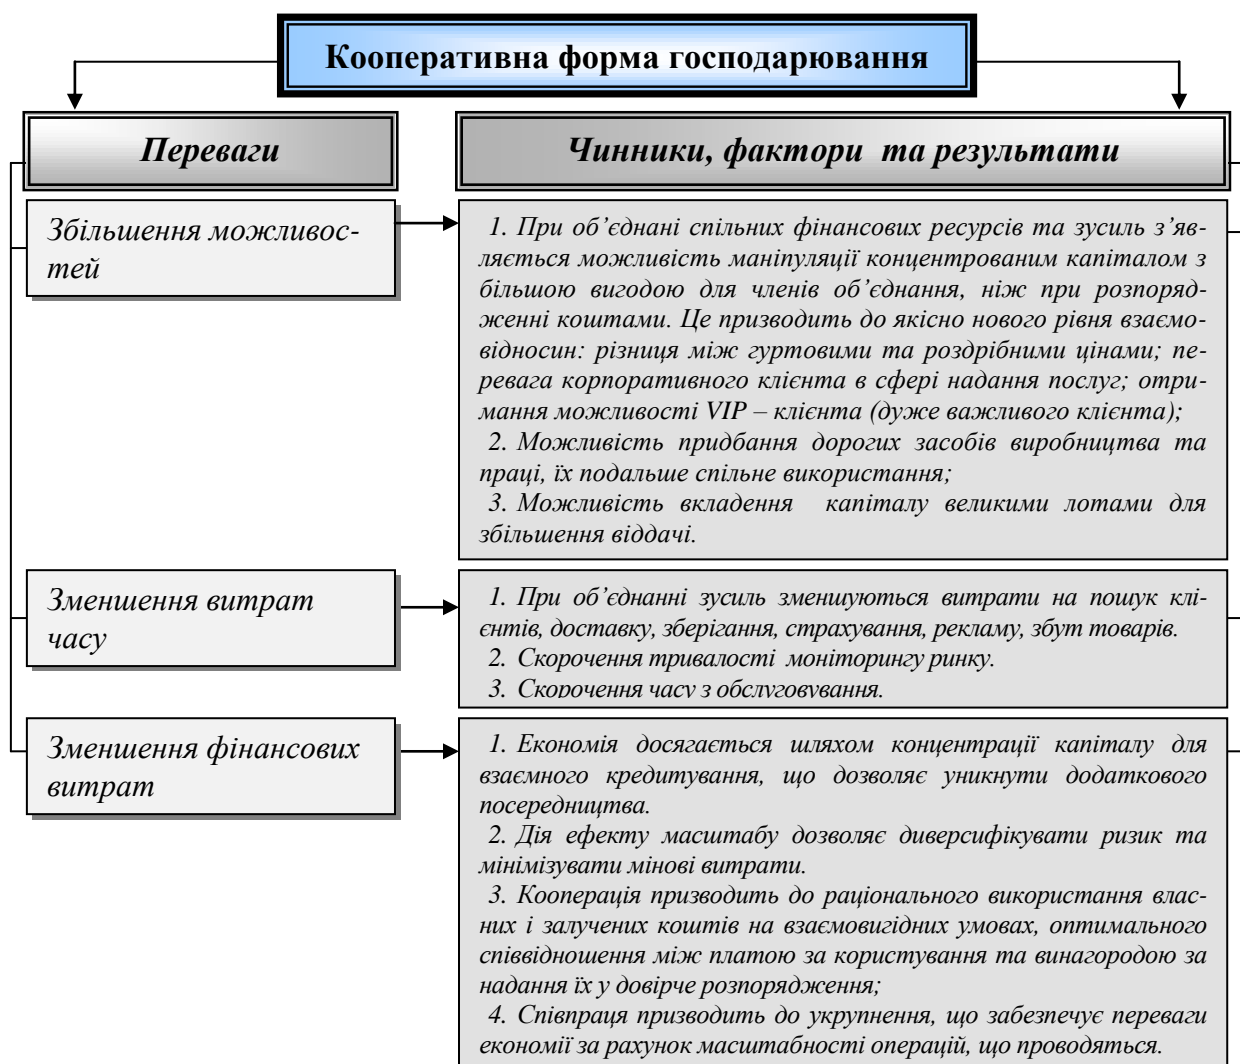 Кооперативна форма господарювання
Переваги
Чинники, фактори та результати
Збільшення можливос-
тей
1. При об’єднані спільних фінансових ресурсів та зусиль з’яв-
ляється можливість маніпуляції концентрованим капіталом з
більшою вигодою для членів об’єднання, ніж при розпоряд-
женні коштами. Це призводить до якісно нового рівня взаємо-
відносин: різниця між гуртовими та роздрібними цінами; пе-
ревага корпоративного клієнта в сфері надання послуг; отри-
мання можливості VIP – клієнта (дуже важливого клієнта);
2. Можливість придбання дорогих засобів виробництва та
праці, їх подальше спільне використання;
3. Можливість вкладення капіталу великими лотами для
збільшення віддачі.
Зменшення витрат
часу
1. При об’єднанні зусиль зменшуються витрати на пошук клі-
єнтів, доставку, зберігання, страхування, рекламу, збут товарів.
2. Скорочення тривалості моніторингу ринку.
3. Скорочення часу з обслуговування.
Зменшення фінансових
витрат
1. Економія досягається шляхом концентрації капіталу для
взаємного кредитування, що дозволяє уникнути додаткового
посередництва.
2. Дія ефекту масштабу дозволяє диверсифікувати ризик та
мінімізувати мінові витрати.
3. Кооперація призводить до раціонального використання влас-
них і залучених коштів на взаємовигідних умовах, оптимального
співвідношення між платою за користування та винагородою за
надання їх у довірче розпорядження;
4. Співпраця призводить до укрупнення, що забезпечує переваги
економії за рахунок масштабності операцій, що проводяться.